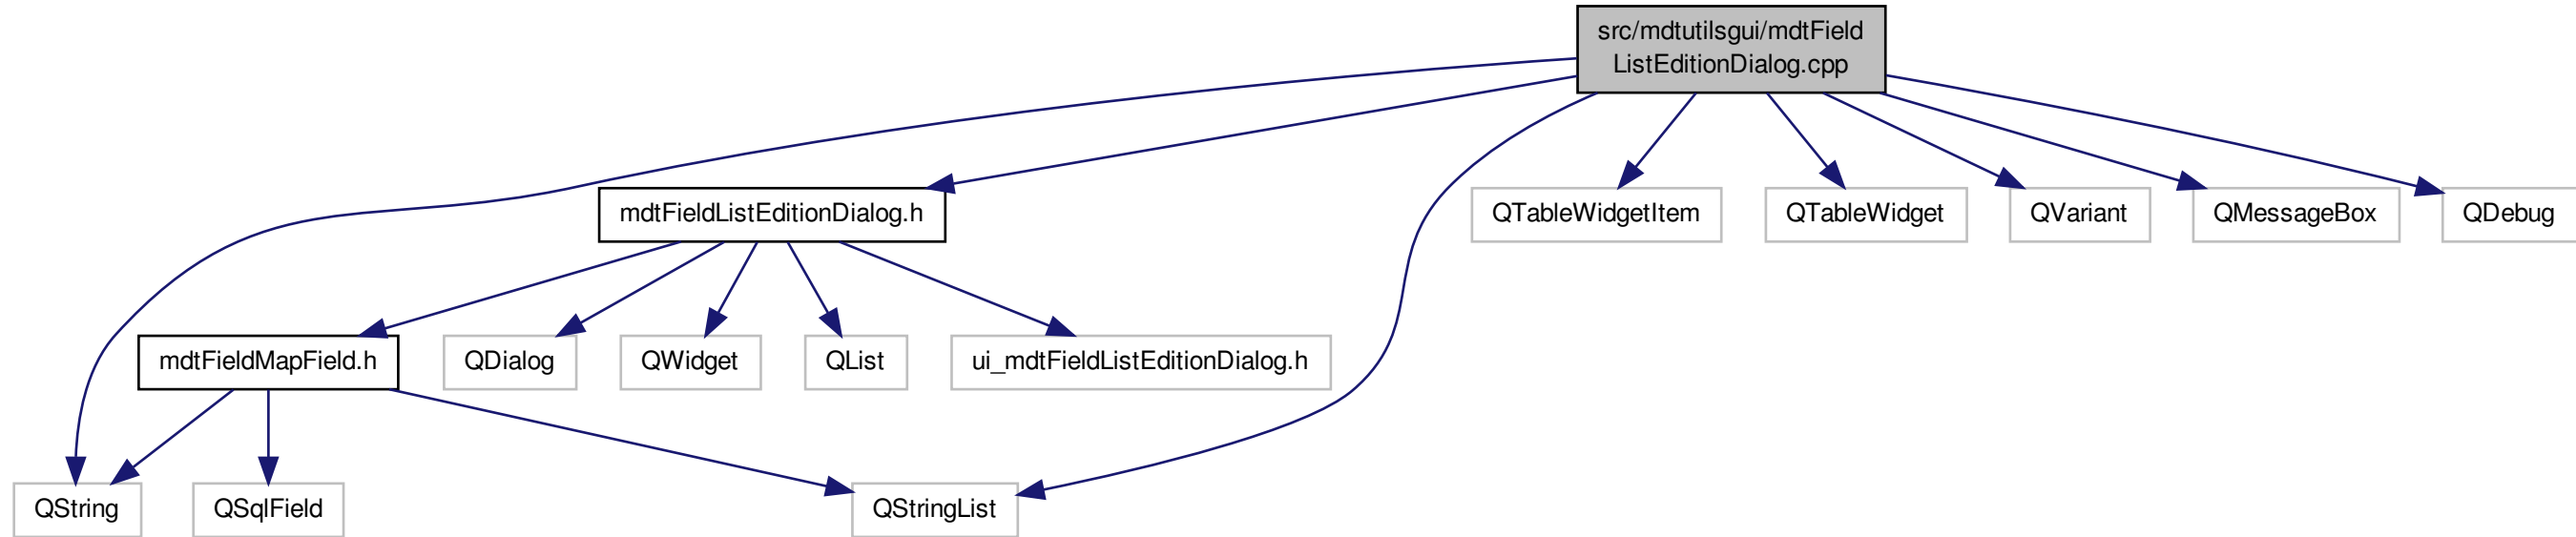 src/mdtutilsgui/mdtField
ListEditionDialog.cpp
mdtFieldListEditionDialog.h
QTableWidgetItem
QTableWidget
QVariant
QMessageBox
QDebug
mdtFieldMapField.h
QDialog
QWidget
QList
ui_mdtFieldListEditionDialog.h
QString
QSqlField
QStringList